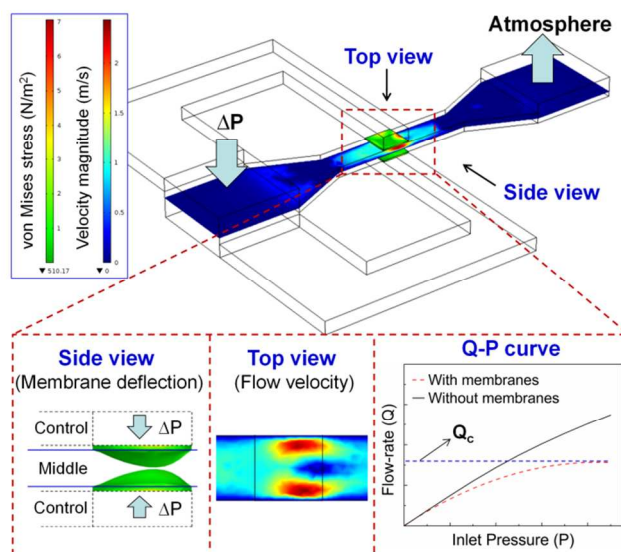 Atmosphere
Top view
ΔP
Side view
von Mises stress (N/m²)
7
6
5
4
3
2
1
▼ 510.17
Velocity magnitude (m/s)
2
1.5
1
0.5
0
▼ 0
Side view
(Membrane deflection)
Control
ΔP
Middle
Control
ΔP
Top view
(Flow velocity)
Q-P curve
With membranes
Without membranes
Qc
Flow-rate (Q)
Inlet Pressure (P)